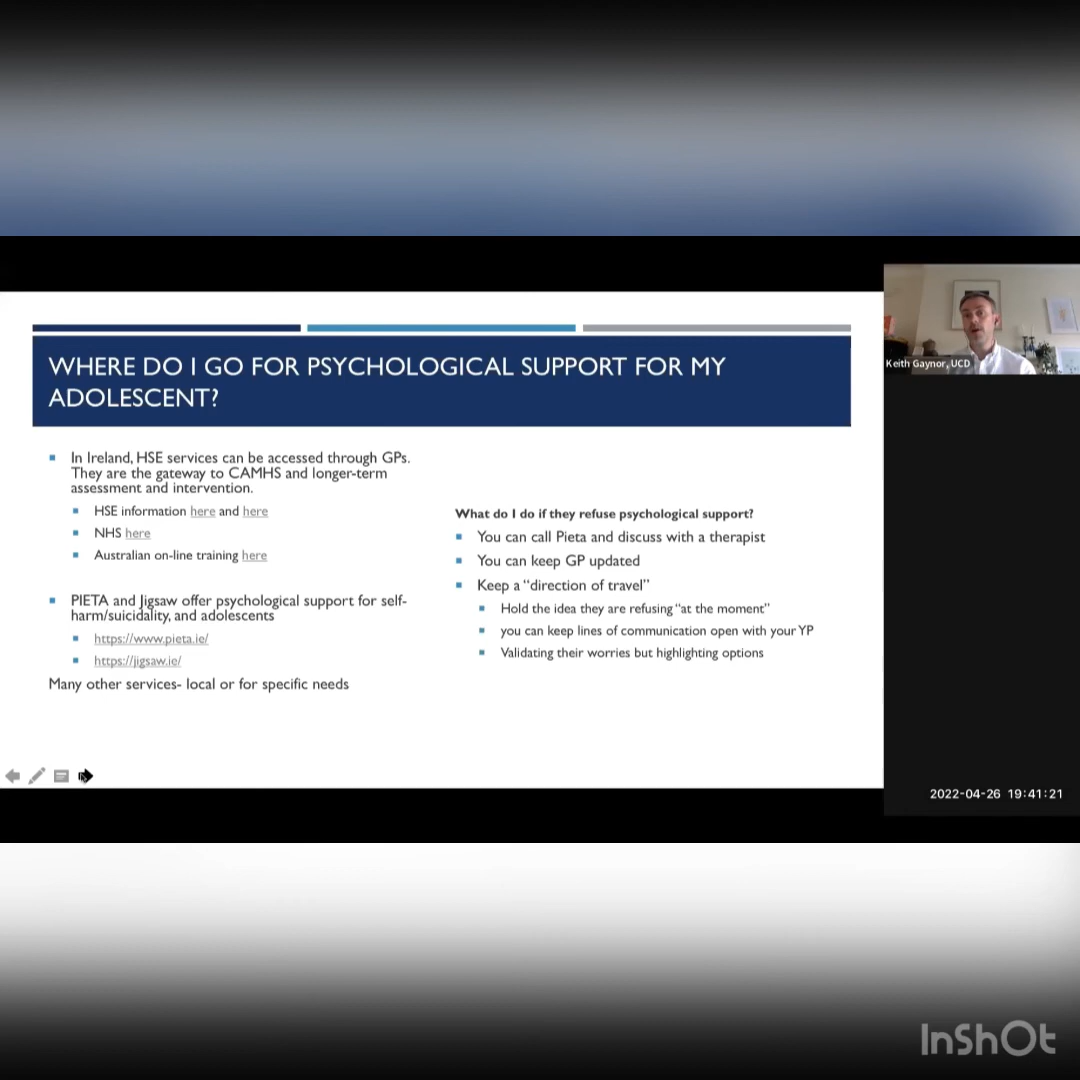 WHERE DO I GO FOR PSYCHOLOGICAL SUPPORT FOR MY
ADOLESCENT?
In Ireland, HSE services can be accessed through GPs.
They are the gateway to CAMHS and longer-term
assessment and intervention.
HSE information here and here
NHS here
Australian on-line training here
PIETA and Jigsaw offer psychological support for self-
harm/suicidality, and adolescents
https://www.pieta.ie/
https://jigsaw.ie/
Many other services- local or for specific needs
What do I do if they refuse psychological support?
You can call Pieta and discuss with a therapist
You can keep GP updated
Keep a “direction of travel”
Hold the idea they are refusing “at the moment”
you can keep lines of communication open with your YP
Validating their worries but highlighting options
Keith Gaynor, UCD
2022-04-26 19:41:21
InShOt